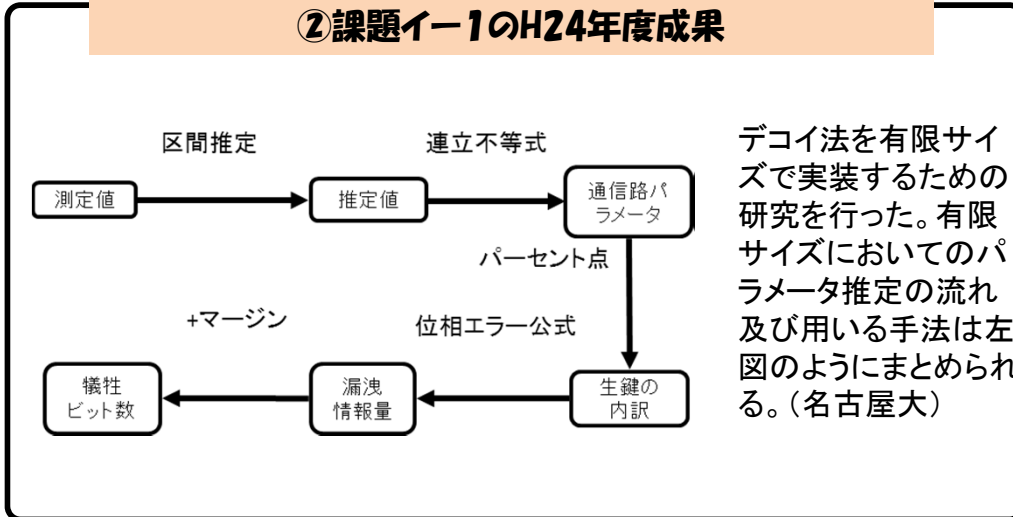 ②課題イー1のH24年度成果
区間推定
連立不等式
測定値
推定値
通信路パ
ラメータ
パーセント点
+マージン
位相エラー公式
犠牲
ビット数
漏洩
情報量
生鍵の
内訳
デコイ法を有限サイ
ズで実装するための
研究を行った。有限
サイズにおいてのパ
ラメータ推定の流れ
及び用いる手法は左
図のようにまとめられ
る。(名古屋大)